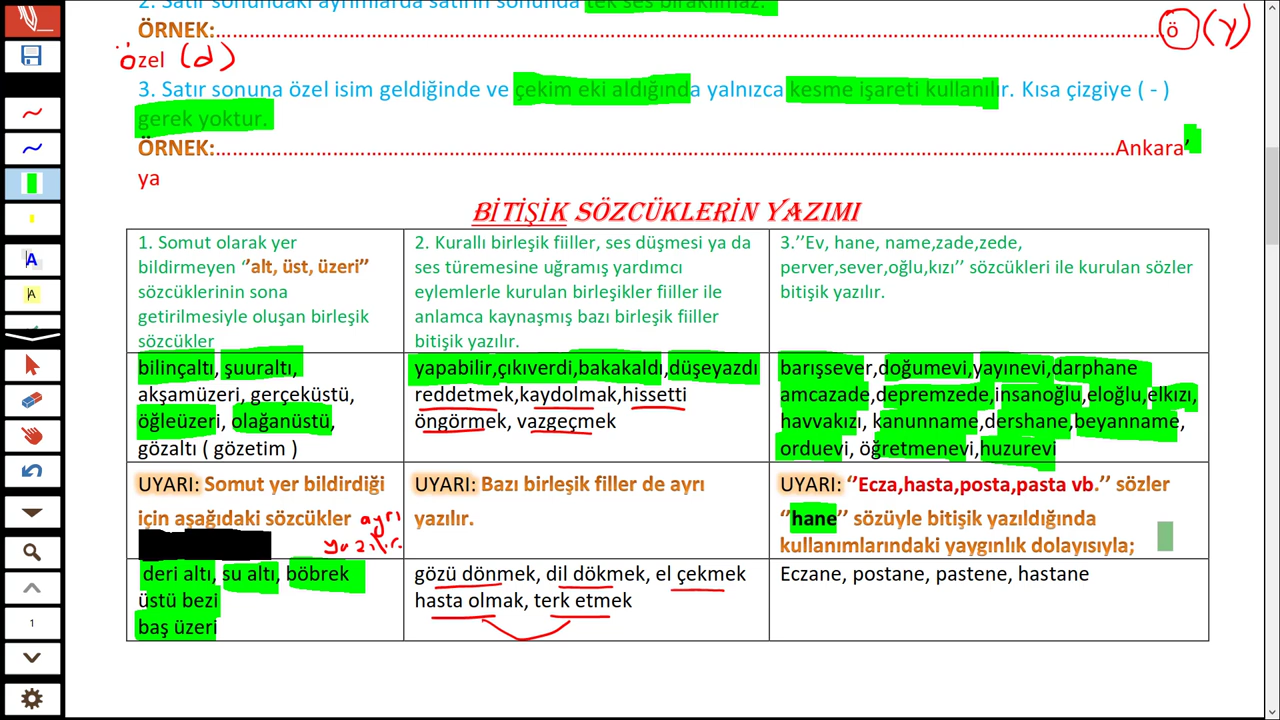 2. Satır sonundaki ayrımlarda satırın sonunda tek ses bırakılmaz.
ÖRNEK:……………………………………………………………………………………………………………………ö (y)
özel (d)
3. Satır sonuna özel isim geldiğinde ve çekim eki aldığında yalnızca kesme işareti kullanılır. Kısa çizgiye ( - )
gerek yoktur.
ÖRNEK:……………………………………………………………………………………………………………Ankara’
ya
BİTİŞİK SÖZCÜKLERİN YAZIMI
1. Somut olarak yer
bildirmeyen ‘’alt, üst, üzeri’’
sözcüklerinin sona
getirilmesiyle oluşan birleşik
sözcükler
2. Kurallı birleşik fiiller, ses düşmesi ya da
ses türemesine uğramış yardımcı
eylemlerle kurulan birleşikler fiiller ile
anlamca kaynaşmış bazı birleşik fiiller
bitişik yazılır.
3.’’Ev, hane, name,zade,zede,
perver,sever,oğlu,kızı’’ sözcükleri ile kurulan sözler
bitişik yazılır.
bilinçaltı, şuuraltı,
akşamüzeri, gerçeküstü,
öğleüzeri, olağanüstü,
gözaltı ( gözetim )
yapabilir,çıkıverdi,bakakaldı,düşeyazdı
reddetmek,kaydolmak,hissetti
öngörmek, vazgeçmek
barışsever,doğumevi,yayınevi,darphane
amcazade,depremzede,insanoğlu,eloğlu,elkızı,
havvakızı, kanunname,dershane,beyanname,
orduevi, öğretmenevi,huzurevi
UYARI: Somut yer bildirdiği
için aşağıdaki sözcükler ayrı
yazılır.
UYARI: Bazı birleşik filler de ayrı
yazılır.
UYARI: ‘’Ecza,hasta,posta,pasta vb.’’ sözler
‘’hane’’ sözüyle bitişik yazıldığında
kullanımlarındaki yaygınlık dolayısıyla;
deri altı, su altı, böbrek
üstü bezi
baş üzeri
gözü dönmek, dil dökmek, el çekmek
hasta olmak, terk etmek
Eczane, postane, pastene, hastane
A
A
1